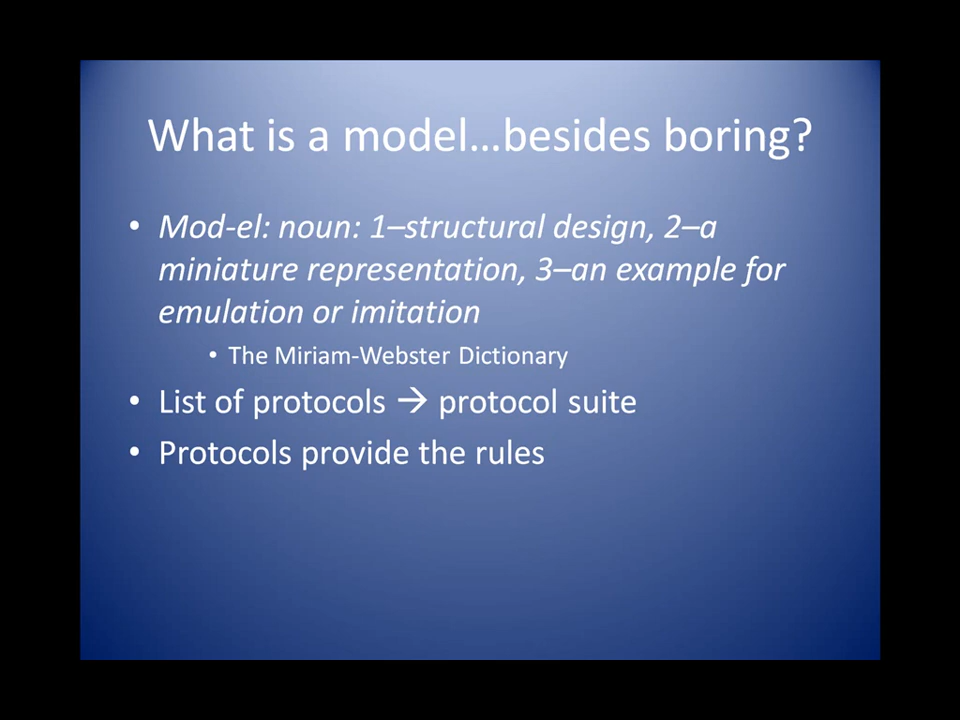 What is a model…besides boring?
• Mod-el: noun: 1–structural design, 2–a
miniature representation, 3–an example for
emulation or imitation
• The Miriam-Webster Dictionary
• List of protocols → protocol suite
• Protocols provide the rules